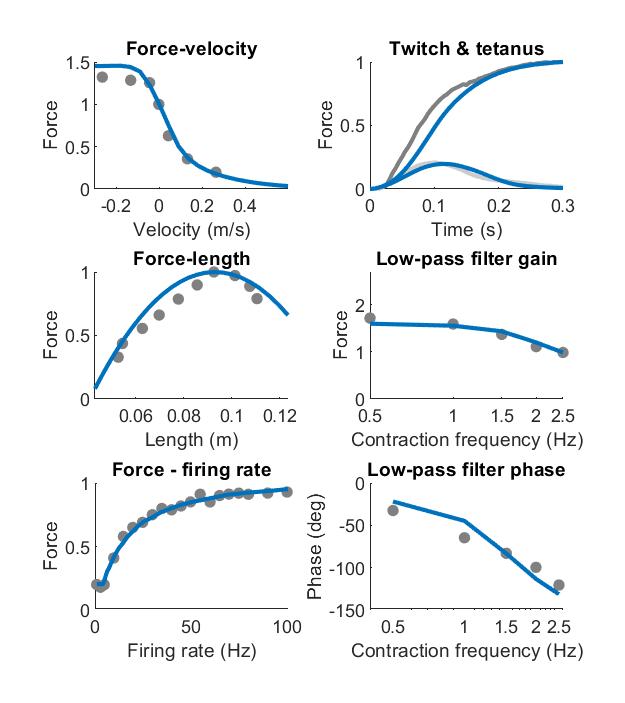 Force-velocity
1.5
1
0.5
0
Force
-0.2 0 0.2 0.4
Velocity (m/s)
Twitch & tetanus
1
0.5
0
Force
0 0.1 0.2 0.3
Time (s)
Force-length
1
0.5
0
Force
0.06 0.08 0.1 0.12
Length (m)
Low-pass filter gain
2
1
0
Force
0.5 1 1.5 2 2.5
Contraction frequency (Hz)
Force - firing rate
1
0.5
0
Force
0 50 100
Firing rate (Hz)
Low-pass filter phase
0
-50
-100
-150
Phase (deg)
0.5 1 1.5 2 2.5
Contraction frequency (Hz)